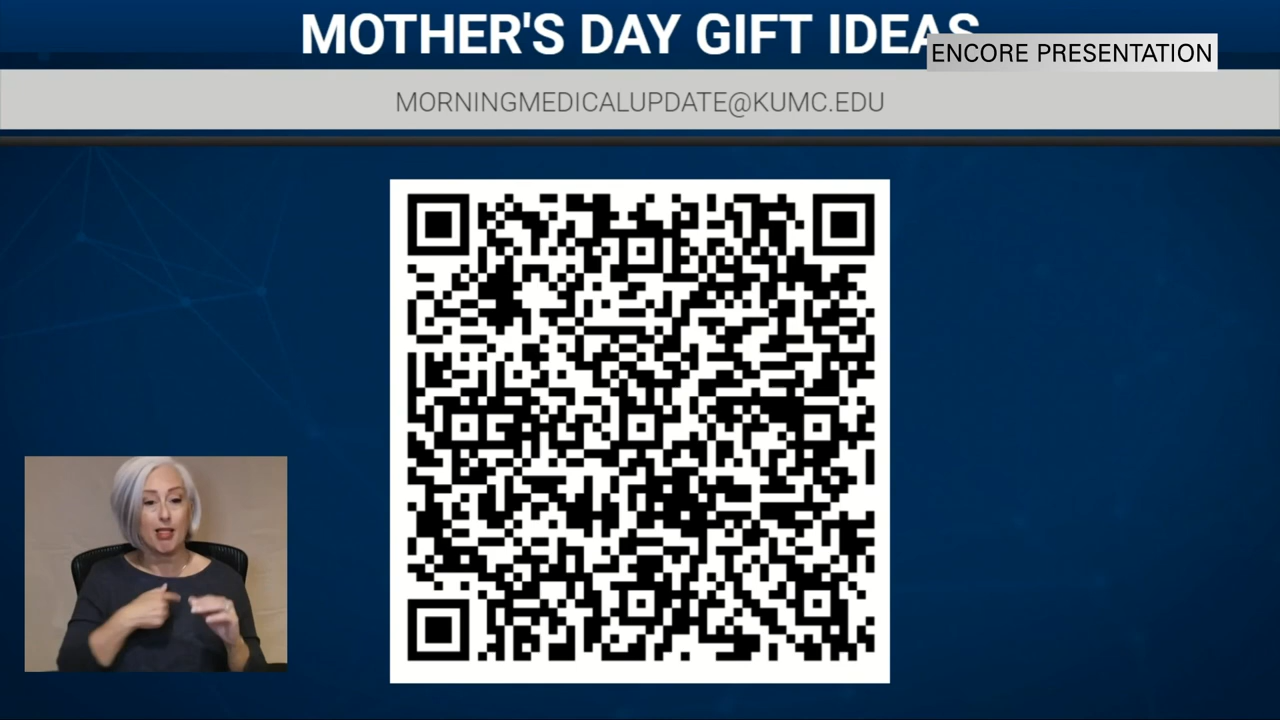 MOTHER'S DAY GIFT IDEAS
ENCORE PRESENTATION
MORNINGMEDICALUPDATE@KUMC.EDU